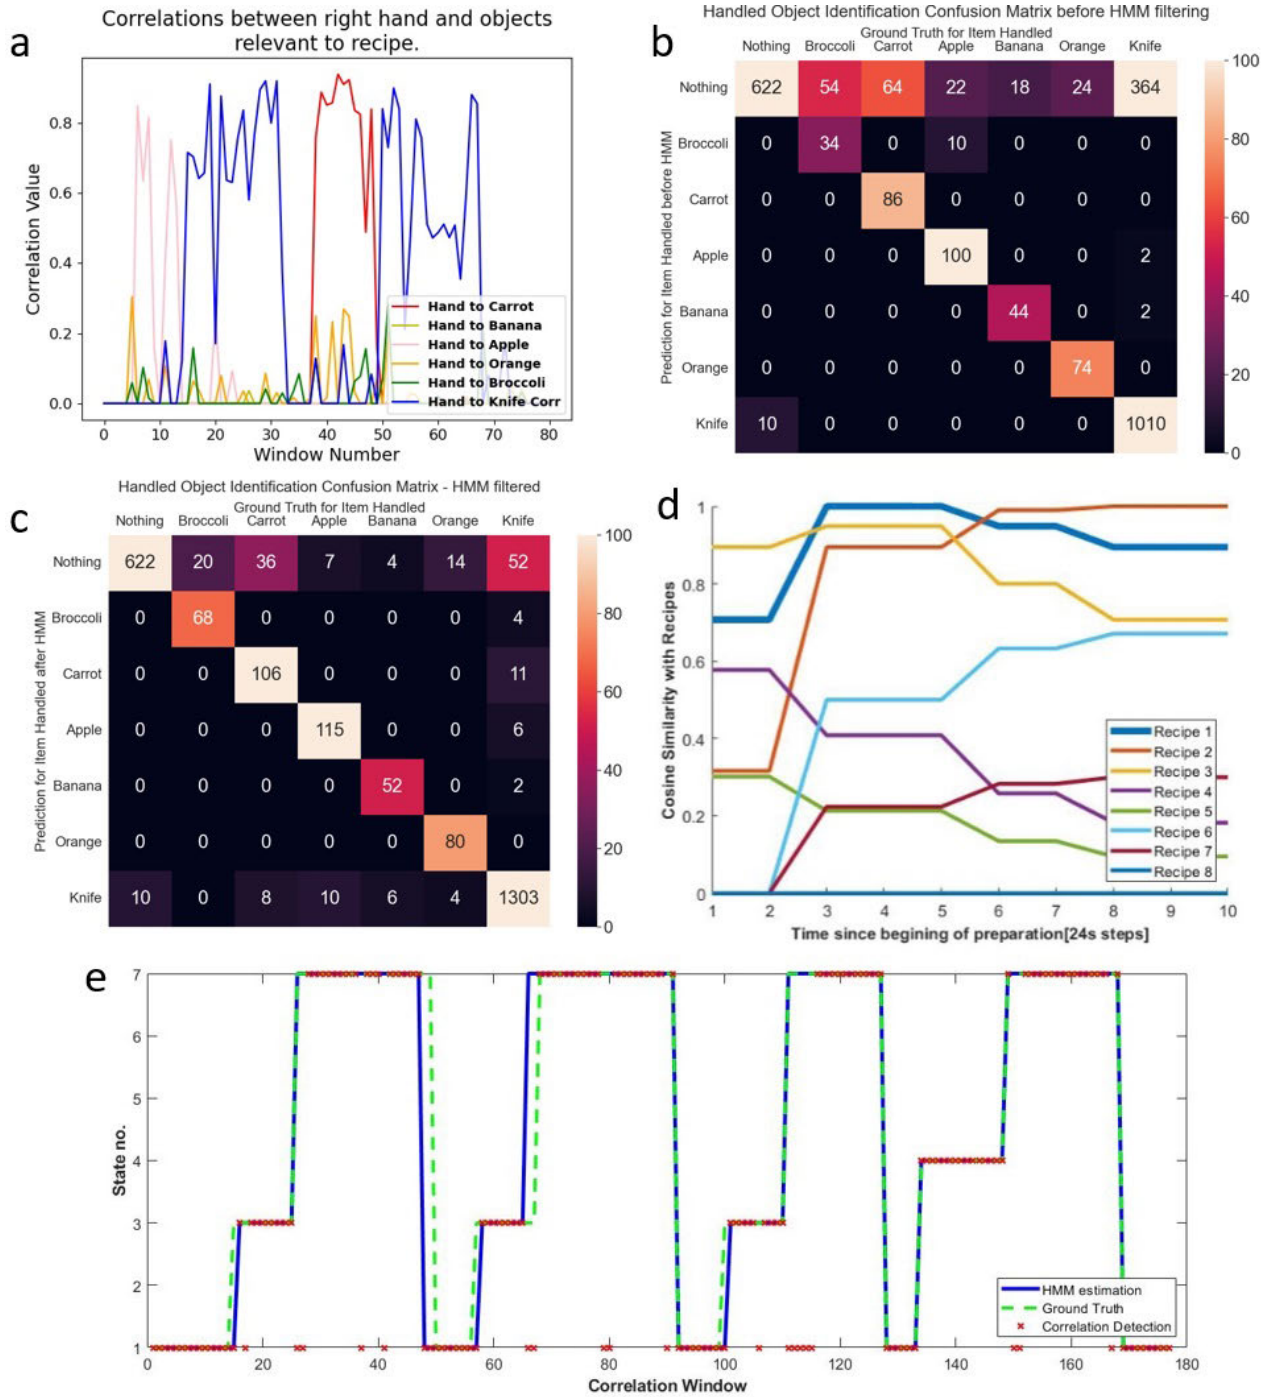 a
Correlations between right hand and objects
relevant to recipe.
Correlation Value
0.8
0.6
0.4
0.2
0.0
0 10 20 30 40 50 60 70 80
Window Number
Hand to Carrot
Hand to Banana
Hand to Apple
Hand to Orange
Hand to Broccoli
Hand to Knife Corr
b
Handled Object Identification Confusion Matrix before HMM filtering
Ground Truth for Item Handled
Nothing Broccoli Carrot Apple Banana Orange Knife
Prediction for Item Handled before HMM
Nothing 622 54 64 22 18 24 364
Broccoli 0 34 0 10 0 0 0
Carrot 0 0 86 0 0 0 0
Apple 0 0 0 100 0 0 2
Banana 0 0 0 0 44 0 2
Orange 0 0 0 0 0 74 0
Knife 10 0 0 0 0 0 1010
100
80
60
40
20
0
c
Handled Object Identification Confusion Matrix - HMM filtered
Ground Truth for Item Handled
Nothing Broccoli Carrot Apple Banana Orange Knife
Prediction for Item Handled after HMM
Nothing 622 20 36 7 4 14 52
Broccoli 0 68 0 0 0 0 4
Carrot 0 0 106 0 0 0 11
Apple 0 0 0 115 0 0 6
Banana 0 0 0 0 52 0 2
Orange 0 0 0 0 0 80 0
Knife 10 0 8 10 6 4 1303
100
80
60
40
20
0
d
Cosine Similarity with Recipes
1
0.8
0.6
0.4
0.2
0
1 2 3 4 5 6 7 8 9 10
Time since begining of preparation[24s steps]
Recipe 1
Recipe 2
Recipe 3
Recipe 4
Recipe 5
Recipe 6
Recipe 7
Recipe 8
e
State no.
7
6
5
4
3
2
1
0 20 40 60 80 100 120 140 160 180
Correlation Window
HMM estimation
Ground Truth
Correlation Detection